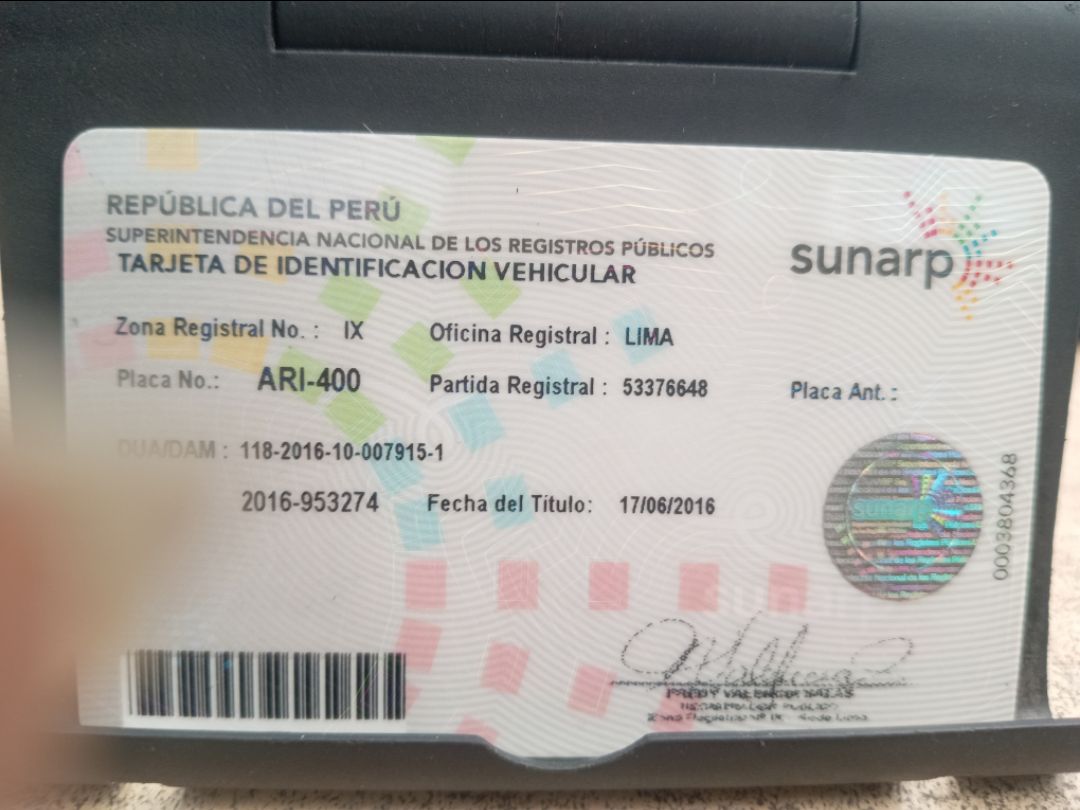 REPÚBLICA DEL PERÚ
SUPERINTENDENCIA NACIONAL DE LOS REGISTROS PÚBLICOS
TARJETA DE IDENTIFICACION VEHICULAR
sunarp
Zona Registral No. : IX Oficina Registral : LIMA
Placa No.: ARI-400 Partida Registral : 53376648 Placa Ant. :
DUA/DAM : 118-2016-10-007915-1
2016-953274 Fecha del Título: 17/06/2016
sunarp
0003804368